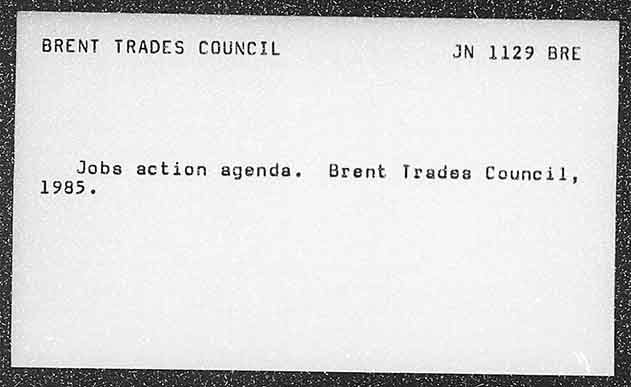 BRENT TRADES COUNCIL JN 1129 BRE
Jobs action agenda. Brent Trades Council,
1985.